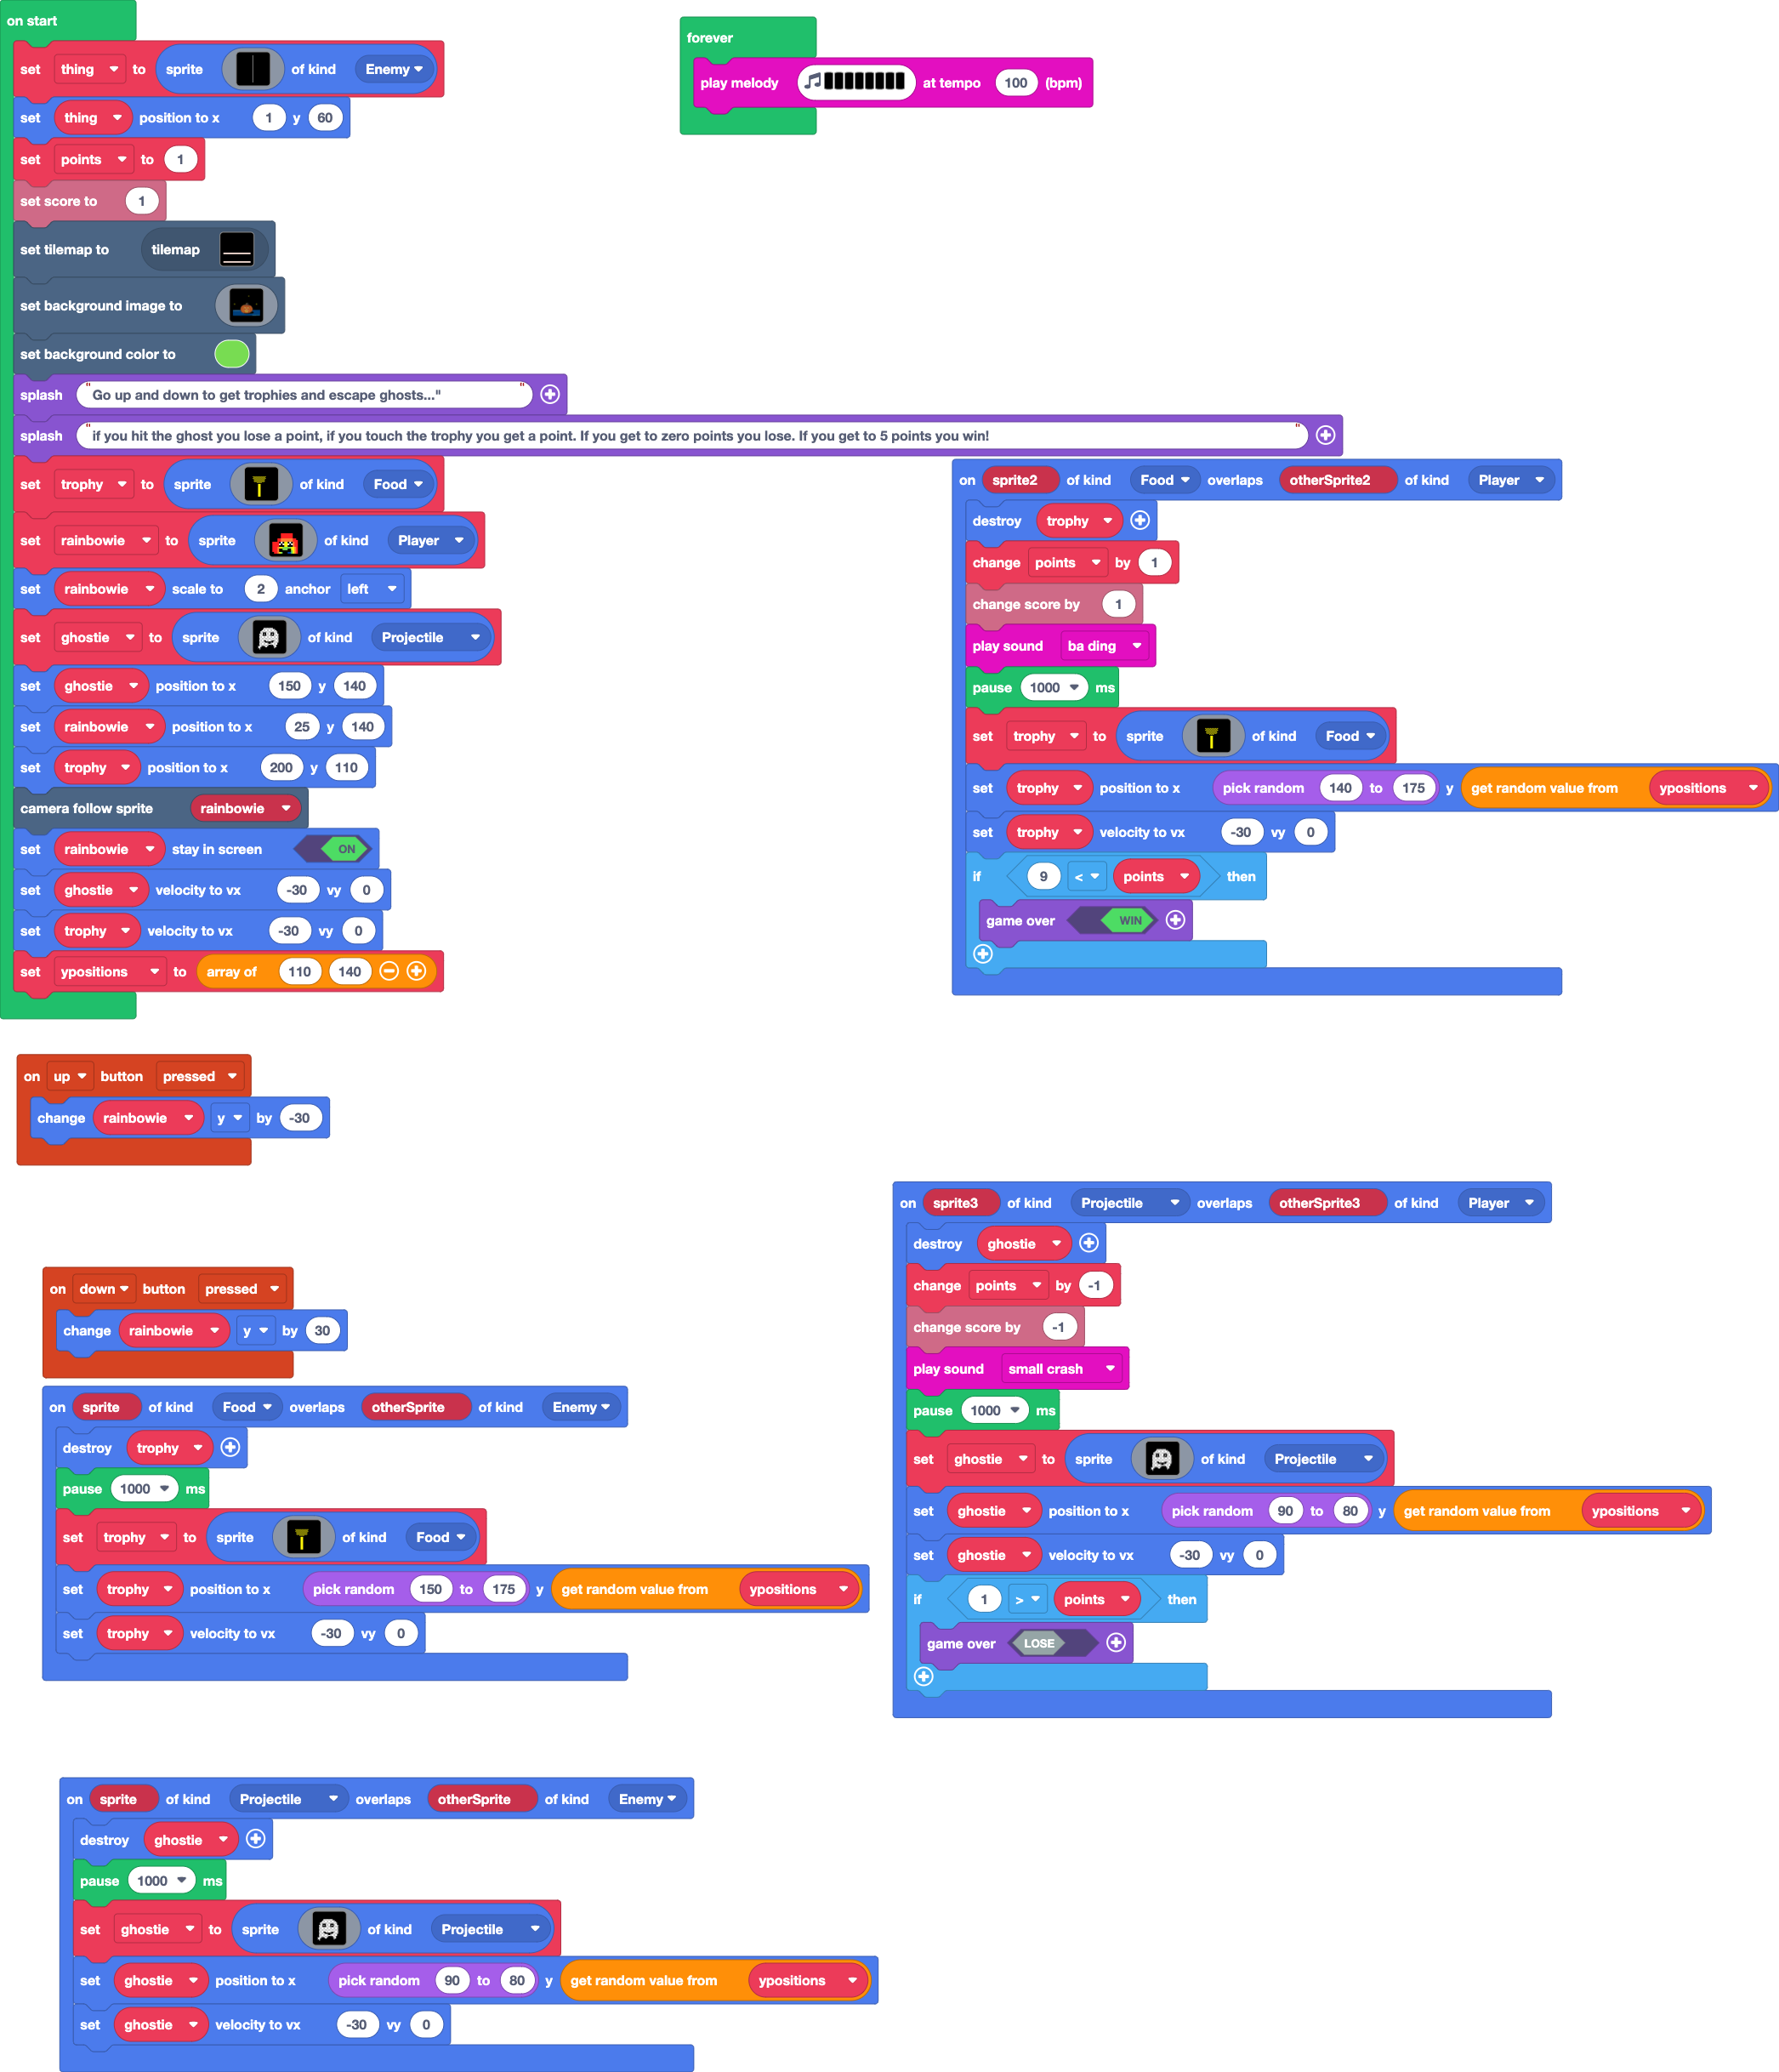 on start
set thing to sprite of kind Enemy
set thing position to x 1 y 60
set points to 1
set score to 1
set tilemap to tilemap
set background image to
set background color to
splash "Go up and down to get trophies and escape ghosts..." "
splash "if you hit the ghost you lose a point, if you touch the trophy you get a point. If you get to zero points you lose. If you get to 5 points you win! "
set trophy to sprite of kind Food
set rainbowie to sprite of kind Player
set rainbowie scale to 2 anchor left
set ghostie to sprite of kind Projectile
set ghostie position to x 150 y 140
set rainbowie position to x 25 y 140
set trophy position to x 200 y 110
camera follow sprite rainbowie
set rainbowie stay in screen ON
set ghostie velocity to vx -30 vy 0
set trophy velocity to vx -30 vy 0
set ypositions to array of 110 140
forever
play melody at tempo 100 (bpm)
on sprite2 of kind Food overlaps otherSprite2 of kind Player
destroy trophy
change points by 1
change score by 1
play sound ba ding
pause 1000 ms
set trophy to sprite of kind Food
set trophy position to x pick random 140 to 175 y get random value from ypositions
set trophy velocity to vx -30 vy 0
if 9 < points then
game over WIN
on up button pressed
change rainbowie y by -30
on down button pressed
change rainbowie y by 30
on sprite of kind Food overlaps otherSprite of kind Enemy
destroy trophy
pause 1000 ms
set trophy to sprite of kind Food
set trophy position to x pick random 150 to 175 y get random value from ypositions
set trophy velocity to vx -30 vy 0
on sprite3 of kind Projectile overlaps otherSprite3 of kind Player
destroy ghostie
change points by -1
change score by -1
play sound small crash
pause 1000 ms
set ghostie to sprite of kind Projectile
set ghostie position to x pick random 90 to 80 y get random value from ypositions
set ghostie velocity to vx -30 vy 0
if 1 > points then
game over LOSE
on sprite of kind Projectile overlaps otherSprite of kind Enemy
destroy ghostie
pause 1000 ms
set ghostie to sprite of kind Projectile
set ghostie position to x pick random 90 to 80 y get random value from ypositions
set ghostie velocity to vx -30 vy 0